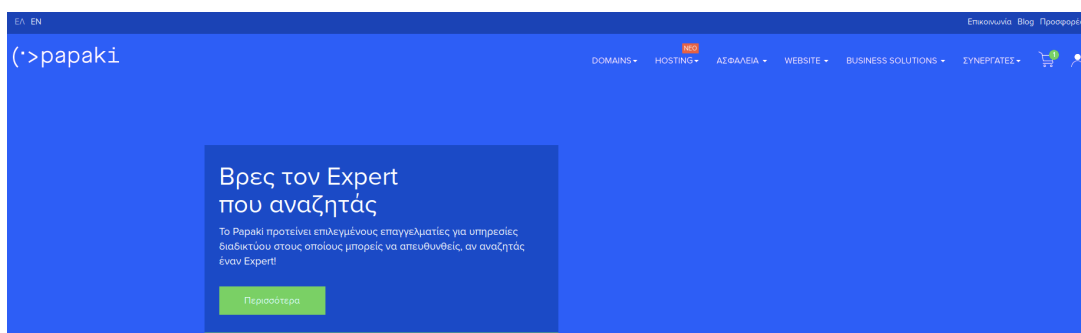 ΕΛ EN
Επικοινωνία Blog Προσφορές
(·>papaki
ΝΕΟ
DOMAINS HOSTING ΑΣΦΑΛΕΙΑ WEBSITE BUSINESS SOLUTIONS ΣΥΝΕΡΓΑΤΕΣ 1
Βρες τον Expert
που αναζητάς
Το Papaki προτείνει επιλεγμένους επαγγελματίες για υπηρεσίες
διαδικτύου στους οποίους μπορείς να απευθυνθείς, αν αναζητάς
έναν Expert!
Περισσότερα